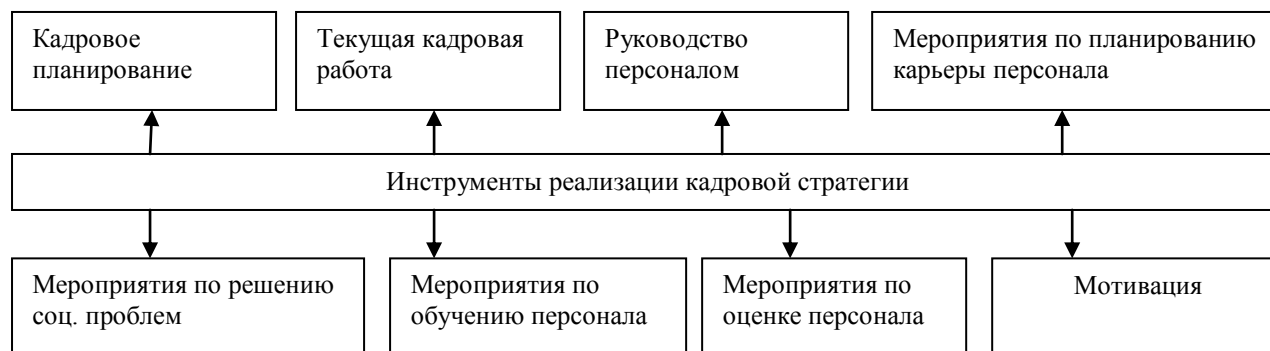 Кадровое
планирование
Текущая кадровая
работа
Руководство
персоналом
Мероприятия по планированию
карьеры персонала
Инструменты реализации кадровой стратегии
Мероприятия по решению
соц. проблем
Мероприятия по
обучению персонала
Мероприятия по
оценке персонала
Мотивация